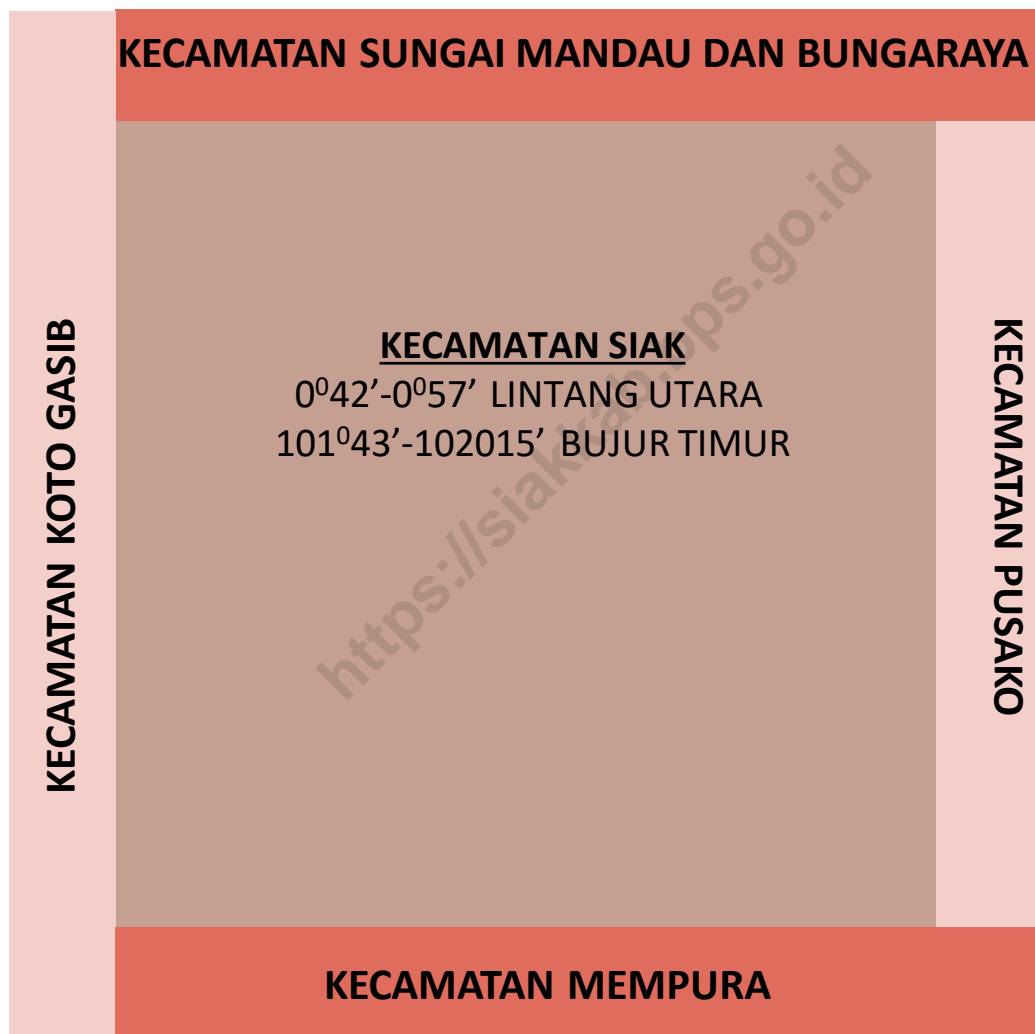 KECAMATAN SUNGAI MANDAU DAN BUNGARAYA
KECAMATAN KOTO GASIB
KECAMATAN SIAK
0⁰42’-0⁰57’ LINTANG UTARA
101⁰43’-102015’ BUJUR TIMUR
KECAMATAN PUSAKO
https://siakkab.bps.go.id
KECAMATAN MEMPURA